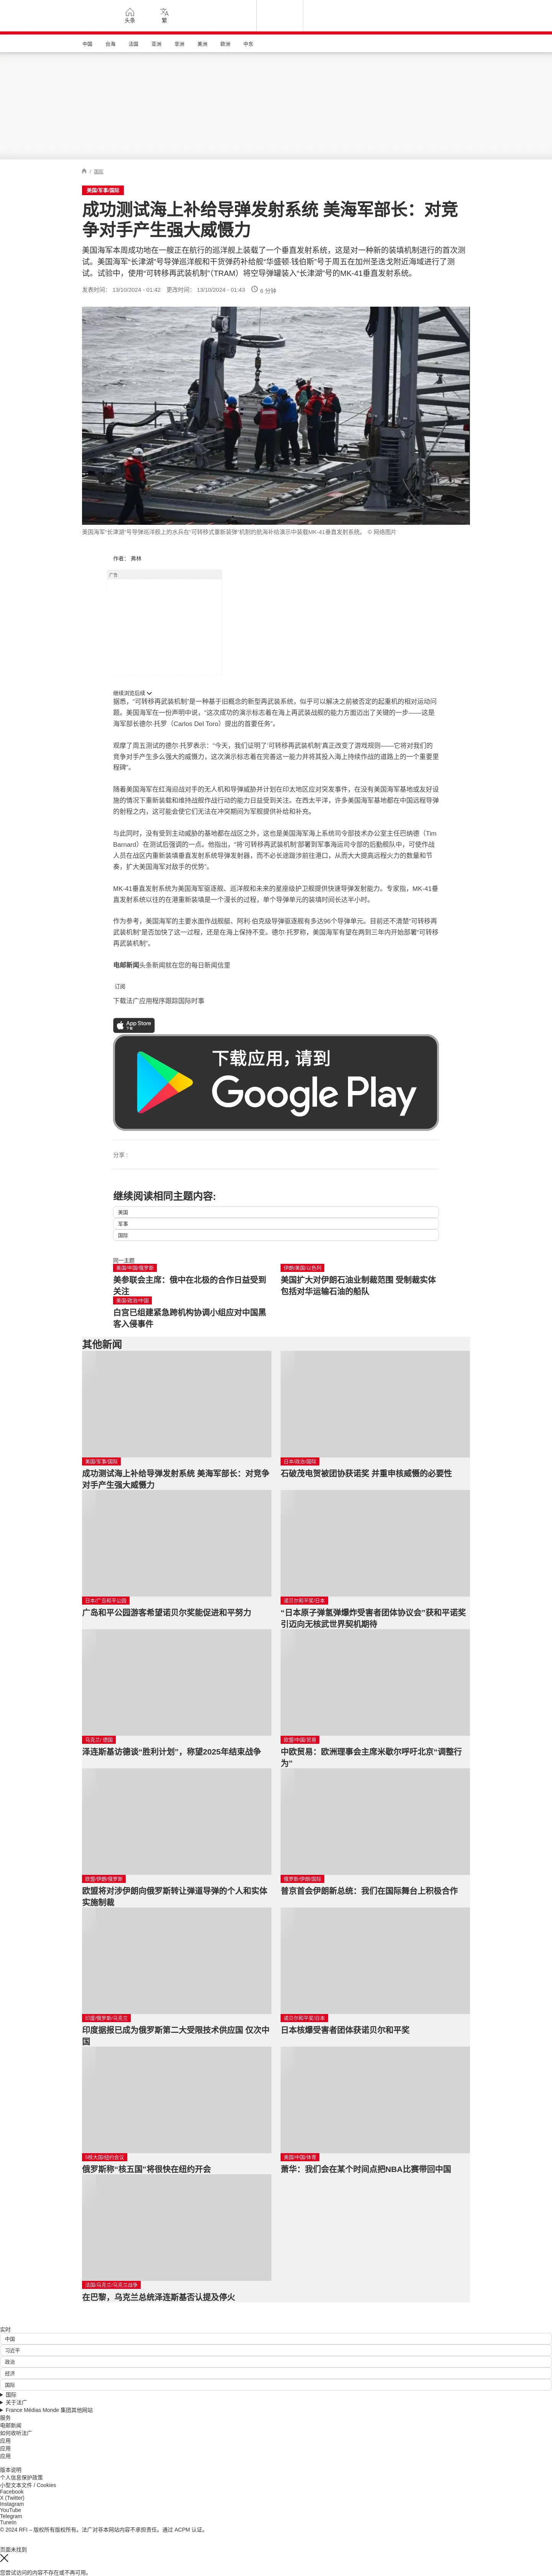 头条
繁
中国
台海
法国
亚洲
非洲
美洲
欧洲
中东
国际
美国/军事/国际
成功测试海上补给导弹发射系统 美海军部长：对竞
争对手产生强大威慑力
美国海军本周成功地在一艘正在航行的巡洋舰上装载了一个垂直发射系统，这是对一种新的装填机制进行的首次测
试。美国海军“长津湖”号导弹巡洋舰和干货弹药补给舰“华盛顿·钱伯斯”号于周五在加州圣迭戈附近海域进行了测
试。试验中，使用“可转移再武装机制”（TRAM）将空导弹罐装入“长津湖”号的MK-41垂直发射系统。
发表时间： 13/10/2024 - 01:42 更改时间： 13/10/2024 - 01:43 6 分钟
美国海军“长津湖”号导弹巡洋舰上的水兵在“可转移式重新装弹”机制的航海补给演示中装载MK-41垂直发射系统。 © 网络图片
作者： 弗林
广告
继续浏览后续
据悉，“可转移再武装机制”是一种基于旧概念的新型再武装系统，似乎可以解决之前被否定的起重机的相对运动问
题。美国海军在一份声明中说，“这次成功的演示标志着在海上再武装战舰的能力方面迈出了关键的一步——这是
海军部长德尔·托罗（Carlos Del Toro）提出的首要任务”。
观摩了周五测试的德尔·托罗表示：“今天，我们证明了‘可转移再武装机制’真正改变了游戏规则——它将对我们的
竞争对手产生多么强大的威慑力，这次演示标志着在完善这一能力并将其投入海上持续作战的道路上的一个重要里
程碑”。
随着美国海军在红海迎战对手的无人机和导弹威胁并计划在印太地区应对突发事件，在没有美国海军基地或友好设
施的情况下重新装载和维持战舰作战行动的能力日益受到关注。在西太平洋，许多美国海军基地都在中国远程导弹
的射程之内，这可能会使它们无法在冲突期间为军舰提供补给和补充。
与此同时，没有受到主动威胁的基地都在战区之外，这也是美国海军海上系统司令部技术办公室主任巴纳德（Tim
Barnard）在测试后强调的一点。他指出，“将‘可转移再武装机制’部署到军事海运司令部的后勤舰队中，可使作战
人员在战区内重新装填垂直发射系统导弹发射器，而不必长途跋涉前往港口，从而大大提高远程火力的数量和节
奏，扩大美国海军对敌手的优势”。
MK-41垂直发射系统为美国海军驱逐舰、巡洋舰和未来的星座级护卫舰提供快速导弹发射能力。专家指，MK-41垂
直发射系统以往的在港重新装填是一个漫长的过程，单个导弹单元的装填时间长达半小时。
作为参考，美国海军的主要水面作战舰艇、阿利·伯克级导弹驱逐舰有多达96个导弹单元。目前还不清楚“可转移再
武装机制”是否加快了这一过程，还是在海上保持不变。德尔·托罗称，美国海军有望在两到三年内开始部署“可转移
再武装机制”。
电邮新闻头条新闻就在您的每日新闻信里
订阅
下载法广应用程序跟踪国际时事
App Store
下载
下载应用，请到
Google Play
分享 :
继续阅读相同主题内容:
美国
军事
国际
同一主题
美国/中国/俄罗斯
美参联会主席：俄中在北极的合作日益受到
关注
伊朗/美国/以色列
美国扩大对伊朗石油业制裁范围 受制裁实体
包括对华运输石油的船队
美国/政治/中国
白宫已组建紧急跨机构协调小组应对中国黑
客入侵事件
其他新闻
美国/军事/国际
成功测试海上补给导弹发射系统 美海军部长：对竞争
对手产生强大威慑力
日本/政治/国际
石破茂电贺被团协获诺奖 并重申核威慑的必要性
日本/广岛和平公园
广岛和平公园游客希望诺贝尔奖能促进和平努力
诺贝尔和平奖/日本
“日本原子弹氢弹爆炸受害者团体协议会”获和平诺奖
引迈向无核武世界契机期待
乌克兰/ 德国
泽连斯基访德谈“胜利计划”，称望2025年结束战争
欧盟/中国/贸易
中欧贸易：欧洲理事会主席米歇尔呼吁北京“调整行
为”
欧盟/伊朗/俄罗斯
欧盟将对涉伊朗向俄罗斯转让弹道导弹的个人和实体
实施制裁
俄罗斯/伊朗/国际
普京首会伊朗新总统：我们在国际舞台上积极合作
印度/俄罗斯/乌克兰
印度据报已成为俄罗斯第二大受限技术供应国 仅次中
国
诺贝尔和平奖/日本
日本核爆受害者团体获诺贝尔和平奖
5核大国/纽约会议
俄罗斯称“核五国”将很快在纽约开会
美国/中国/体育
萧华：我们会在某个时间点把NBA比赛带回中国
法国/乌克兰/乌克兰战争
在巴黎，乌克兰总统泽连斯基否认提及停火
实时
中国
习近平
政治
经济
国际
国际
关于法广
France Médias Monde 集团其他网站
服务
电邮新闻
如何收听法广
应用
应用
应用
版本说明
个人信息保护政策
小型文本文件 / Cookies
Facebook
X (Twitter)
Instagram
YouTube
Telegram
TuneIn
© 2024 RFI – 版权所有版权所有。法广对非本网站内容不承担责任。通过 ACPM 认证。
页面未找到
您尝试访问的内容不存在或不再可用。